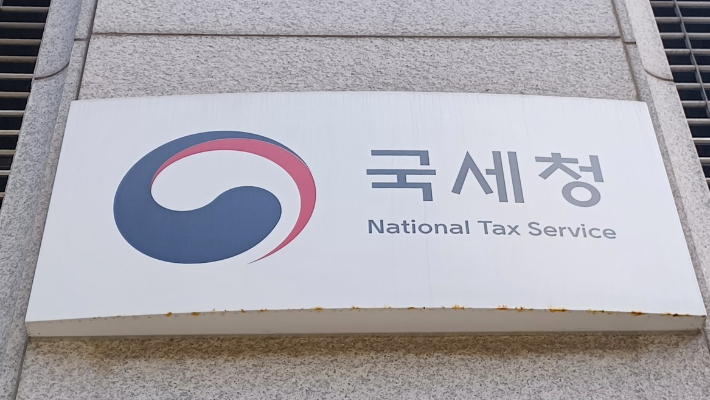 국세청
National Tax Service